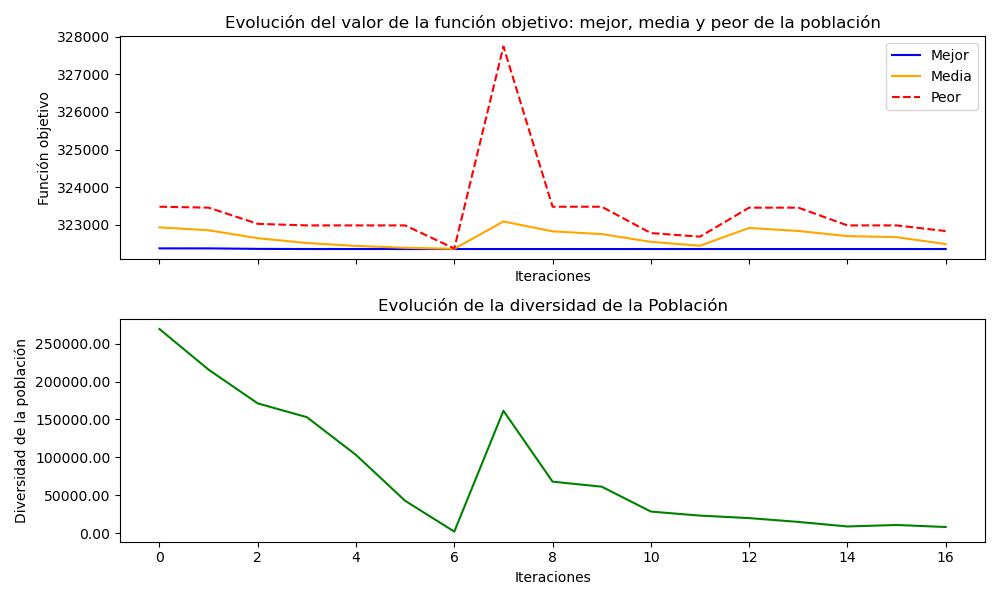 Evolución del valor de la función objetivo: mejor, media y peor de la población
328000
327000
326000
325000
324000
323000
Función objetivo
Mejor
Media
Peor
Iteraciones
Evolución de la diversidad de la Población
250000.00
200000.00
150000.00
100000.00
50000.00
0.00
Diversidad de la población
0 2 4 6 8 10 12 14 16
Iteraciones